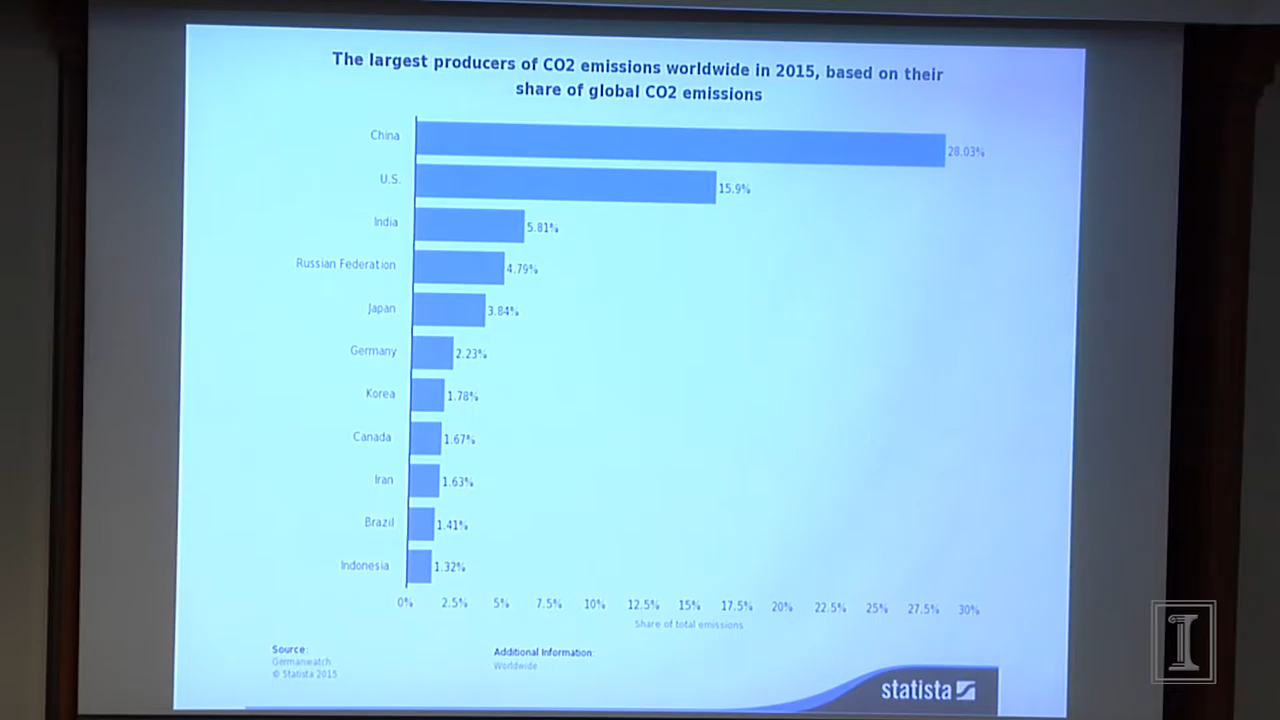 The largest producers of CO2 emissions worldwide in 2015, based on their
share of global CO2 emissions
China 28.03%
U.S. 15.9%
India 5.81%
Russian Federation 4.79%
Japan 3.84%
Germany 2.23%
Korea 1.78%
Canada 1.67%
Iran 1.63%
Brazil 1.41%
Indonesia 1.32%
0% 2.5% 5% 7.5% 10% 12.5% 15% 17.5% 20% 22.5% 25% 27.5% 30%
Share of total emissions
Source:
Germanwatch
© Statista 2015
Additional Information:
Worldwide
statista
I